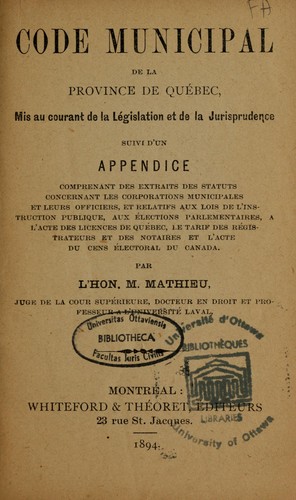 FA
CODE MUNICIPAL
DE LA
PROVINCE DE QUÉBEC,
Mis au courant de la Législation et de la Jurisprudence
SUIVI D'UN
APPENDICE
COMPRENANT DES EXTRAITS DES STATUTS
CONCERNANT LES CORPORATIONS MUNICIPALES
ET LEURS OFFICIERS, ET RELATIFS AUX LOIS DE L'INS-
TRUCTION PUBLIQUE, AUX ÉLECTIONS PARLEMENTAIRES, A
L'ACTE DES LICENCES DE QUÉBEC, LE TARIF DES RÉGIS-
TRATEURS ET DES NOTAIRES ET L'ACTE
DU CENS ÉLECTORAL DU CANADA.
PAR
L'HON. M. MATHIEU,
JUGE DE LA COUR SUPÉRIEURE, DOCTEUR EN DROIT ET PRO-
FESSEUR A L'UNIVERSITÉ LAVAL
Universitas Ottaviensis
BIBLIOTHECA
Facultas Iuris Civilis
Université d'Ottawa
BIBLIOTHÈQUES
LIBRARIES
University of Ottawa
MONTRÉAL:
WHITEFORD & THÉORET, EDITEURS
23 rue St. Jacques.
1894